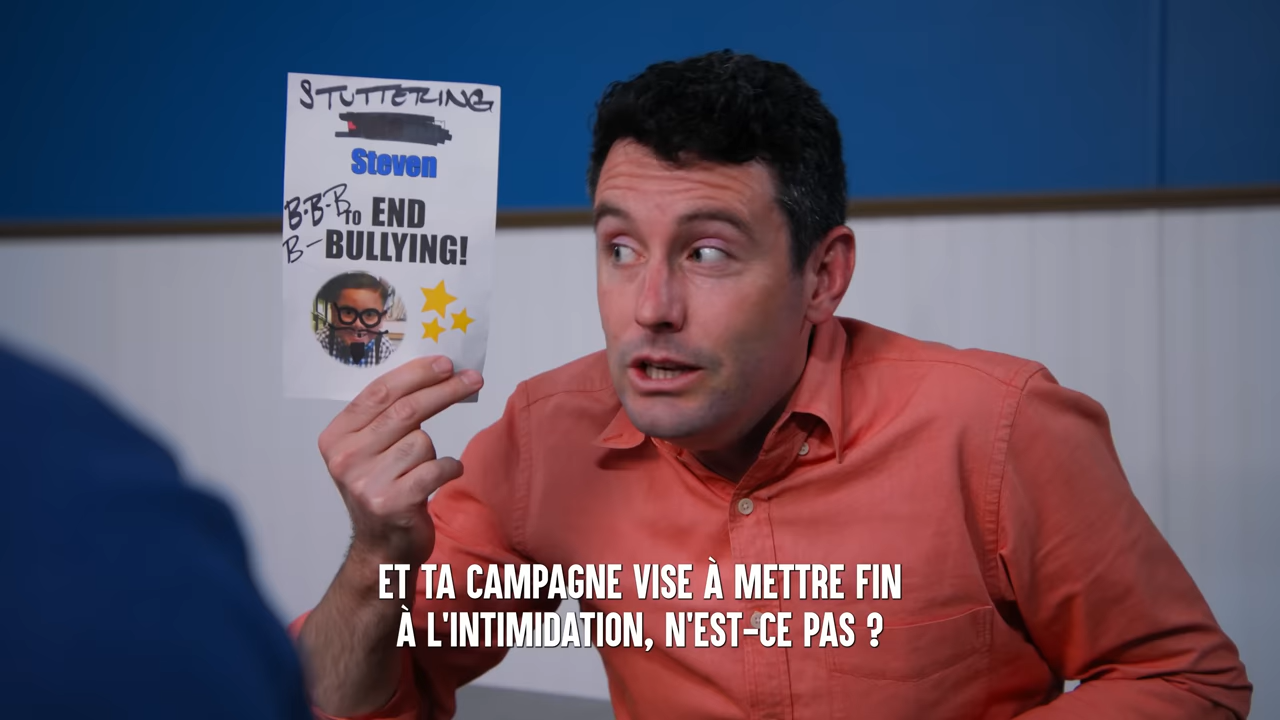 STUTTERING
Steven
B-B-B to END
B- BULLYING!
ET TA CAMPAGNE VISE À METTRE FIN
À L'INTIMIDATION, N'EST-CE PAS ?